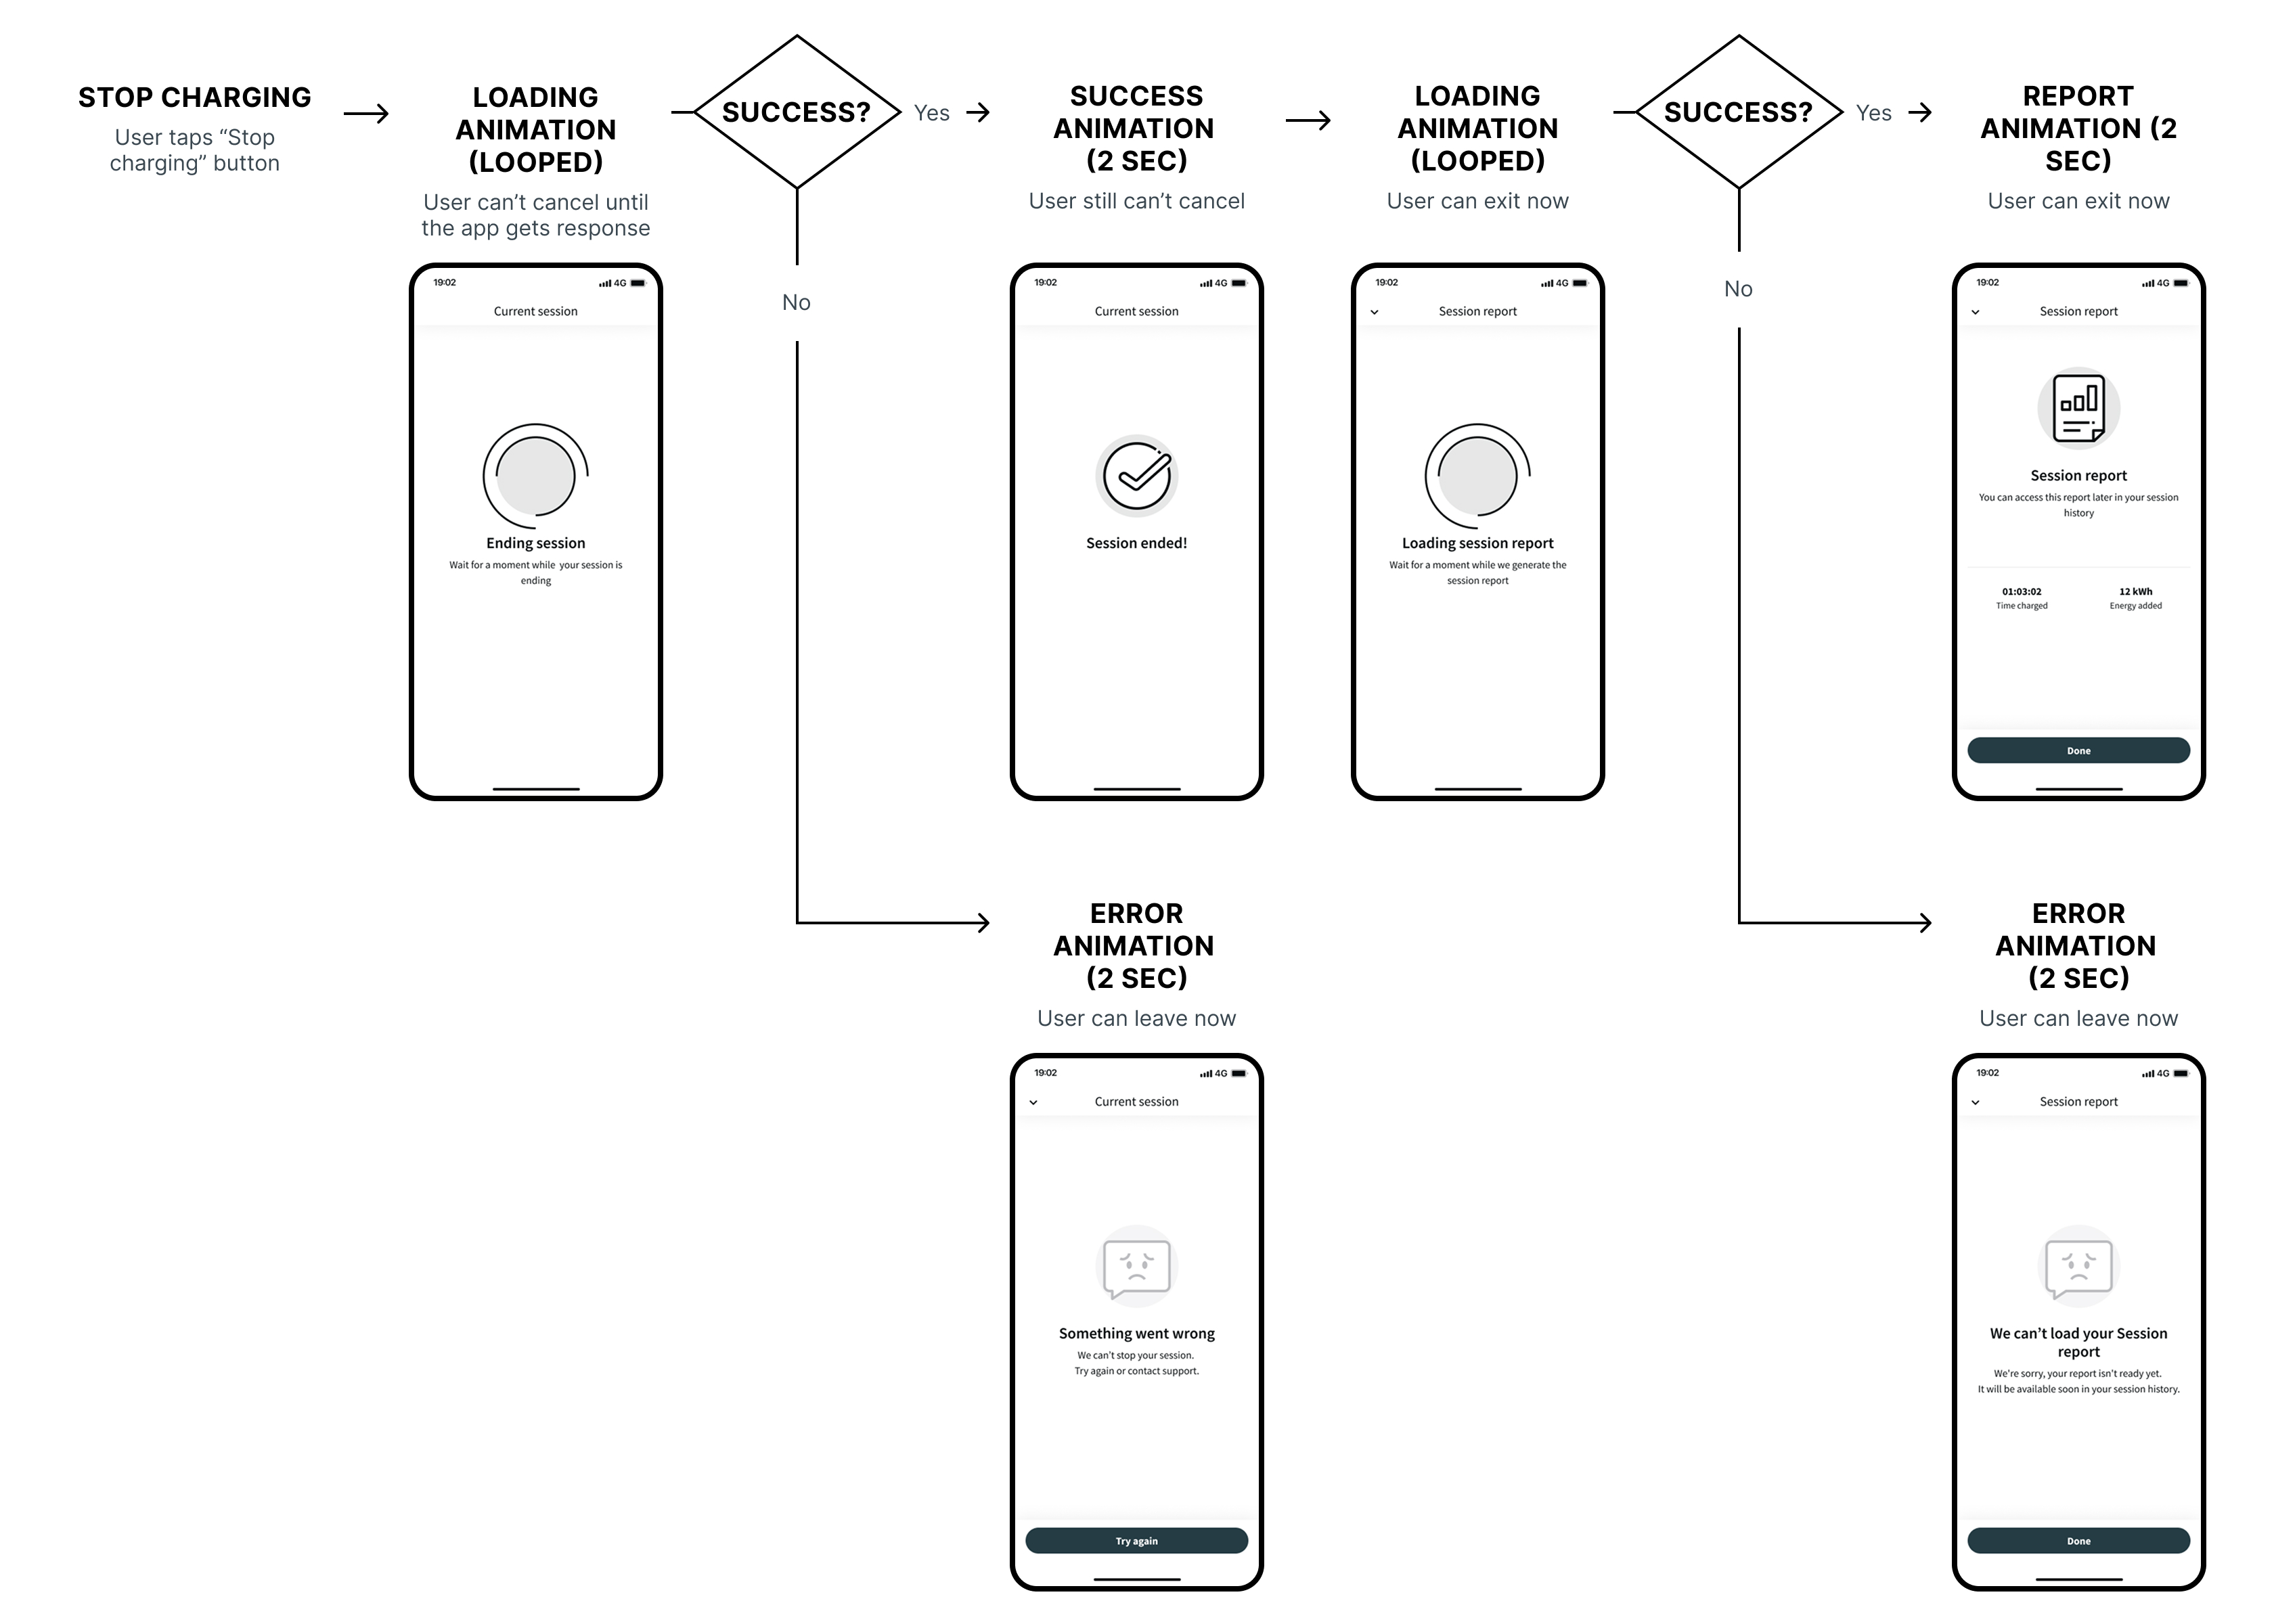 STOP CHARGING
User taps “Stop
charging” button
LOADING
ANIMATION
(LOOPED)
User can’t cancel until
the app gets response
SUCCESS?
Yes
No
SUCCESS
ANIMATION
(2 SEC)
User still can’t cancel
LOADING
ANIMATION
(LOOPED)
User can exit now
SUCCESS?
Yes
No
REPORT
ANIMATION (2
SEC)
User can exit now
19:02
4G
Current session
Ending session
Wait for a moment while your session is
ending
19:02
4G
Current session
Session ended!
19:02
4G
Session report
Loading session report
Wait for a moment while we generate the
session report
19:02
4G
Session report
Session report
You can access this report later in your session
history
01:03:02
Time charged
12 kWh
Energy added
Done
ERROR
ANIMATION
(2 SEC)
User can leave now
19:02
4G
Current session
Something went wrong
We can’t stop your session.
Try again or contact support.
Try again
ERROR
ANIMATION
(2 SEC)
User can leave now
19:02
4G
Session report
We can’t load your Session
report
We’re sorry, your report isn’t ready yet.
It will be available soon in your session history.
Done